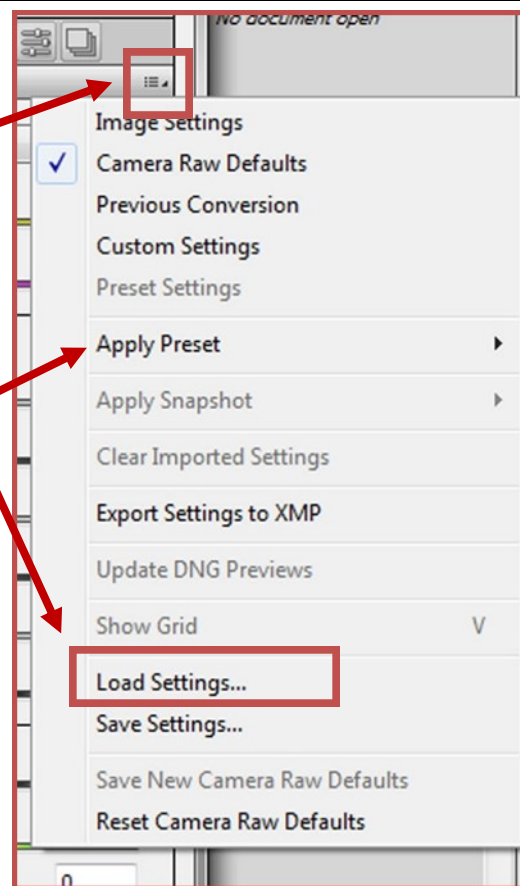 No document open
Image Settings
Camera Raw Defaults
Previous Conversion
Custom Settings
Preset Settings
Apply Preset
Apply Snapshot
Clear Imported Settings
Export Settings to XMP
Update DNG Previews
Show Grid V
Load Settings...
Save Settings...
Save New Camera Raw Defaults
Reset Camera Raw Defaults
0